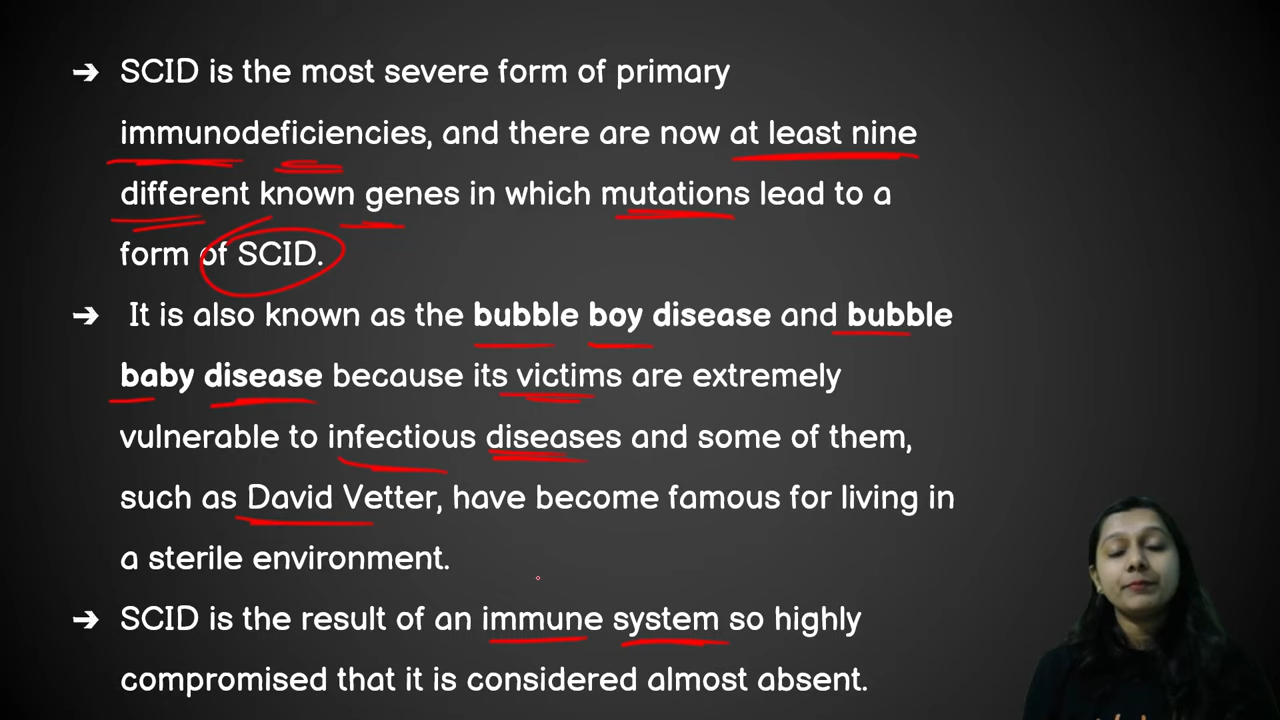 ➔ SCID is the most severe form of primary
immunodeficiencies, and there are now at least nine
different known genes in which mutations lead to a
form of SCID.
➔ It is also known as the bubble boy disease and bubble
baby disease because its victims are extremely
vulnerable to infectious diseases and some of them,
such as David Vetter, have become famous for living in
a sterile environment.
➔ SCID is the result of an immune system so highly
compromised that it is considered almost absent.